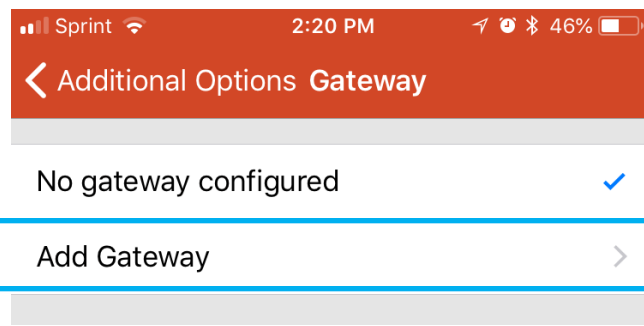 Sprint 2:20 PM 46%
Additional Options Gateway
No gateway configured
Add Gateway